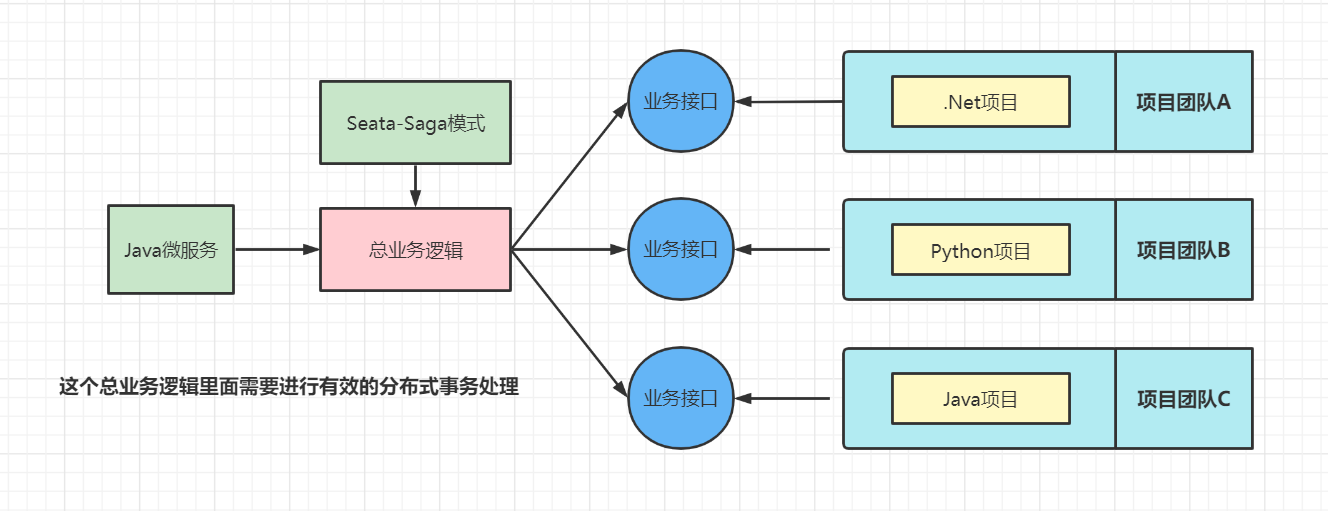 Seata-Saga模式
Java微服务
总业务逻辑
业务接口
.Net项目
项目团队A
业务接口
Python项目
项目团队B
业务接口
Java项目
项目团队C
这个总业务逻辑里面需要进行有效的分布式事务处理